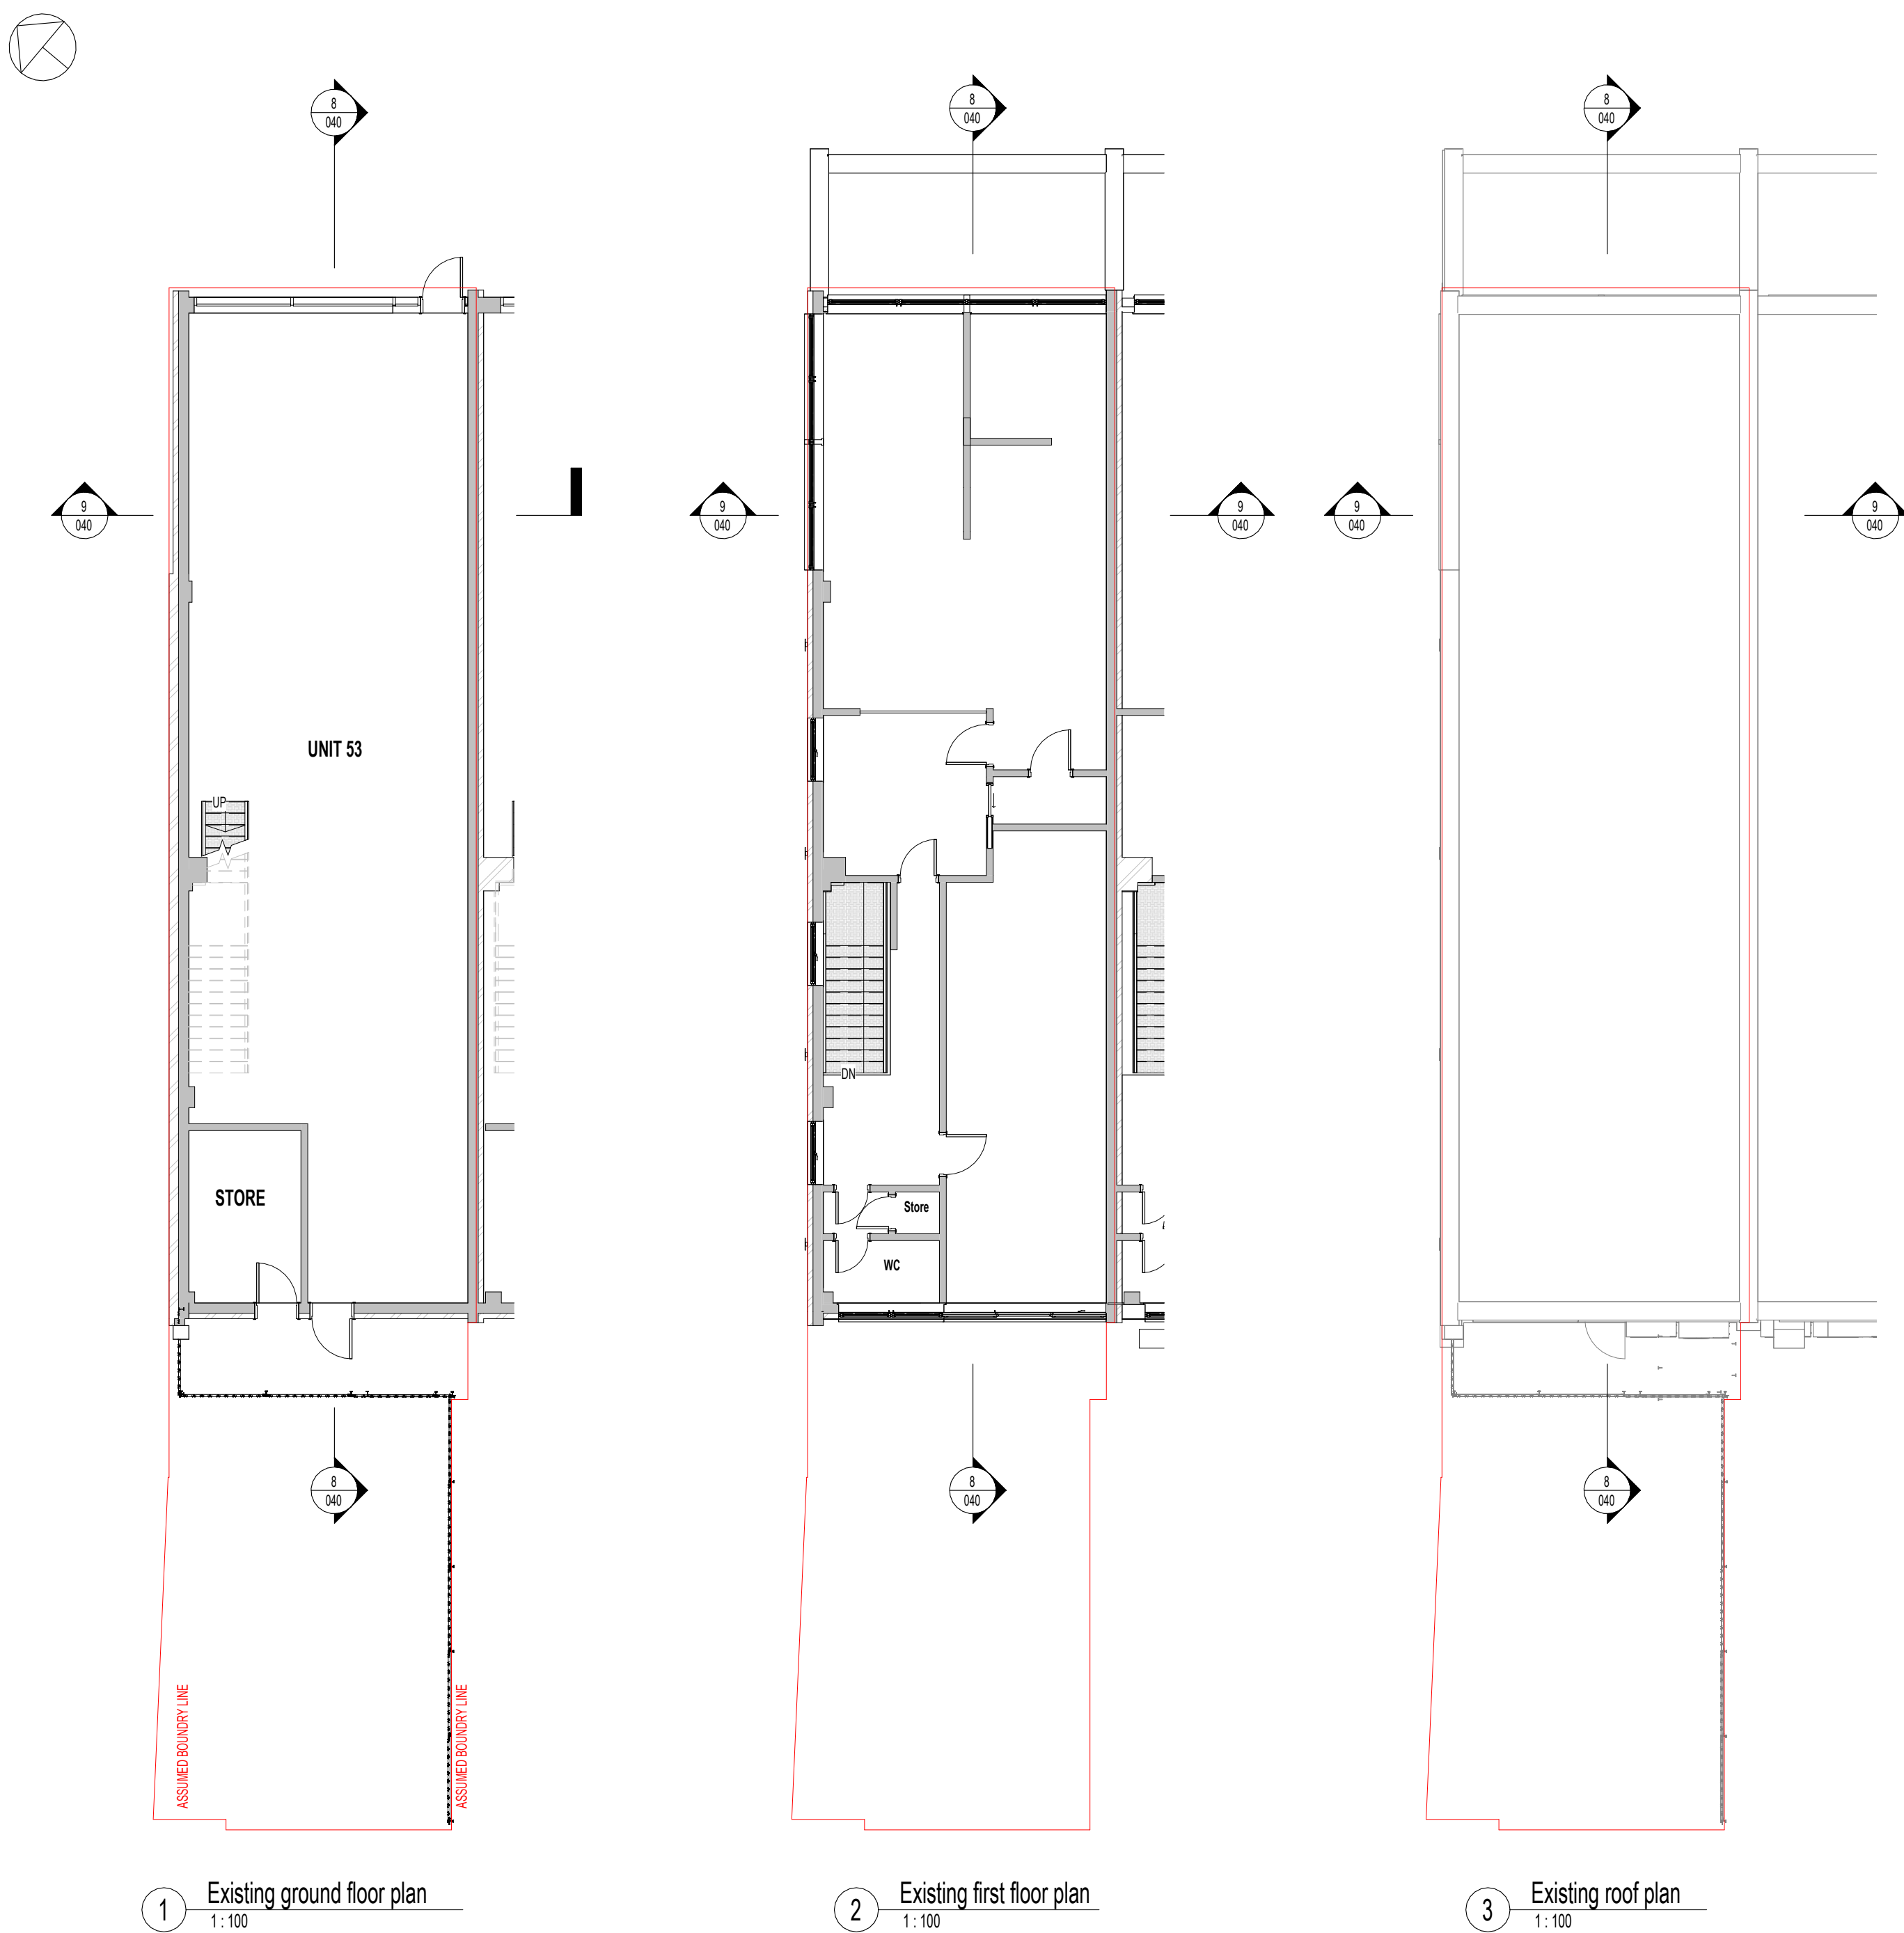 8
040
8
040
8
040
9
040
9
040
9
040
9
040
9
040
UNIT 53
UP
DN
STORE
Store
WC
8
040
8
040
8
040
ASSUMED BOUNDRY LINE
ASSUMED BOUNDRY LINE
1
Existing ground floor plan
1 : 100
2
Existing first floor plan
1 : 100
3
Existing roof plan
1 : 100